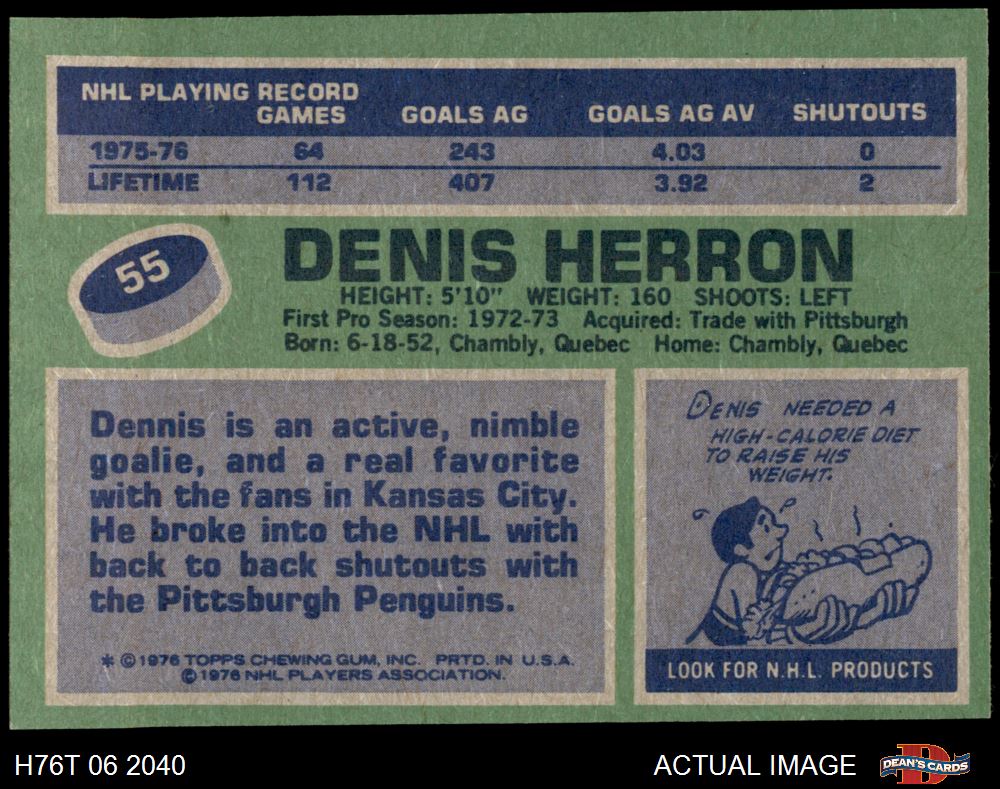 NHL PLAYING RECORD
GAMES GOALS AG GOALS AG AV SHUTOUTS
1975-76 64 243 4.03 0
LIFETIME 112 407 3.92 2
55
DENIS HERRON
HEIGHT: 5'10" WEIGHT: 160 SHOOTS: LEFT
First Pro Season: 1972-73 Acquired: Trade with Pittsburgh
Born: 6-18-52, Chambly, Quebec Home: Chambly, Quebec
Dennis is an active, nimble
goalie, and a real favorite
with the fans in Kansas City.
He broke into the NHL with
back to back shutouts with
the Pittsburgh Penguins.
* © 1976 TOPPS CHEWING GUM, INC. PRTD. IN U.S.A.
© 1976 NHL PLAYERS ASSOCIATION.
DENIS NEEDED A
HIGH-CALORIE DIET
TO RAISE HIS
WEIGHT.
LOOK FOR N.H.L. PRODUCTS
H76T 06 2040 ACTUAL IMAGE
D
DEAN'S CARDS